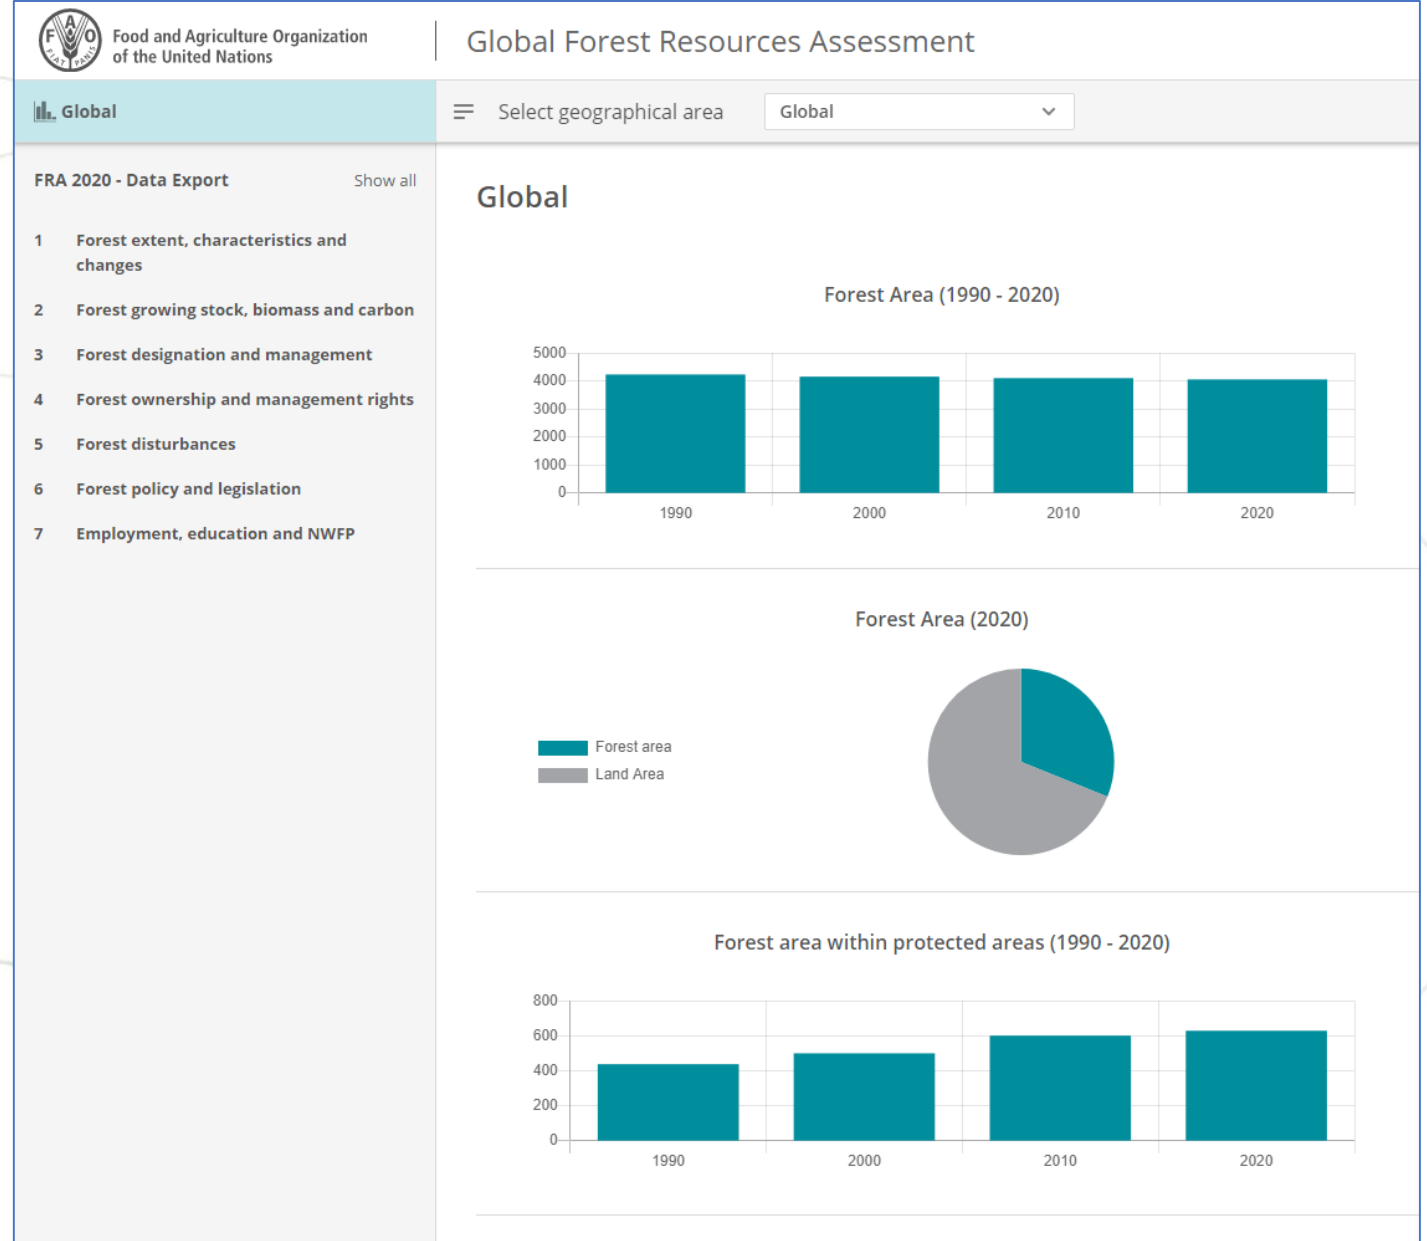 FAO
FIAT PANIS
Food and Agriculture Organization
of the United Nations
Global Forest Resources Assessment
Global
Select geographical area
Global
FRA 2020 - Data Export
Show all
1 Forest extent, characteristics and
changes
2 Forest growing stock, biomass and carbon
3 Forest designation and management
4 Forest ownership and management rights
5 Forest disturbances
6 Forest policy and legislation
7 Employment, education and NWFP
Global
Forest Area (1990 - 2020)
5000
4000
3000
2000
1000
0
1990 2000 2010 2020
Forest Area (2020)
Forest area
Land Area
Forest area within protected areas (1990 - 2020)
800
600
400
200
0
1990 2000 2010 2020